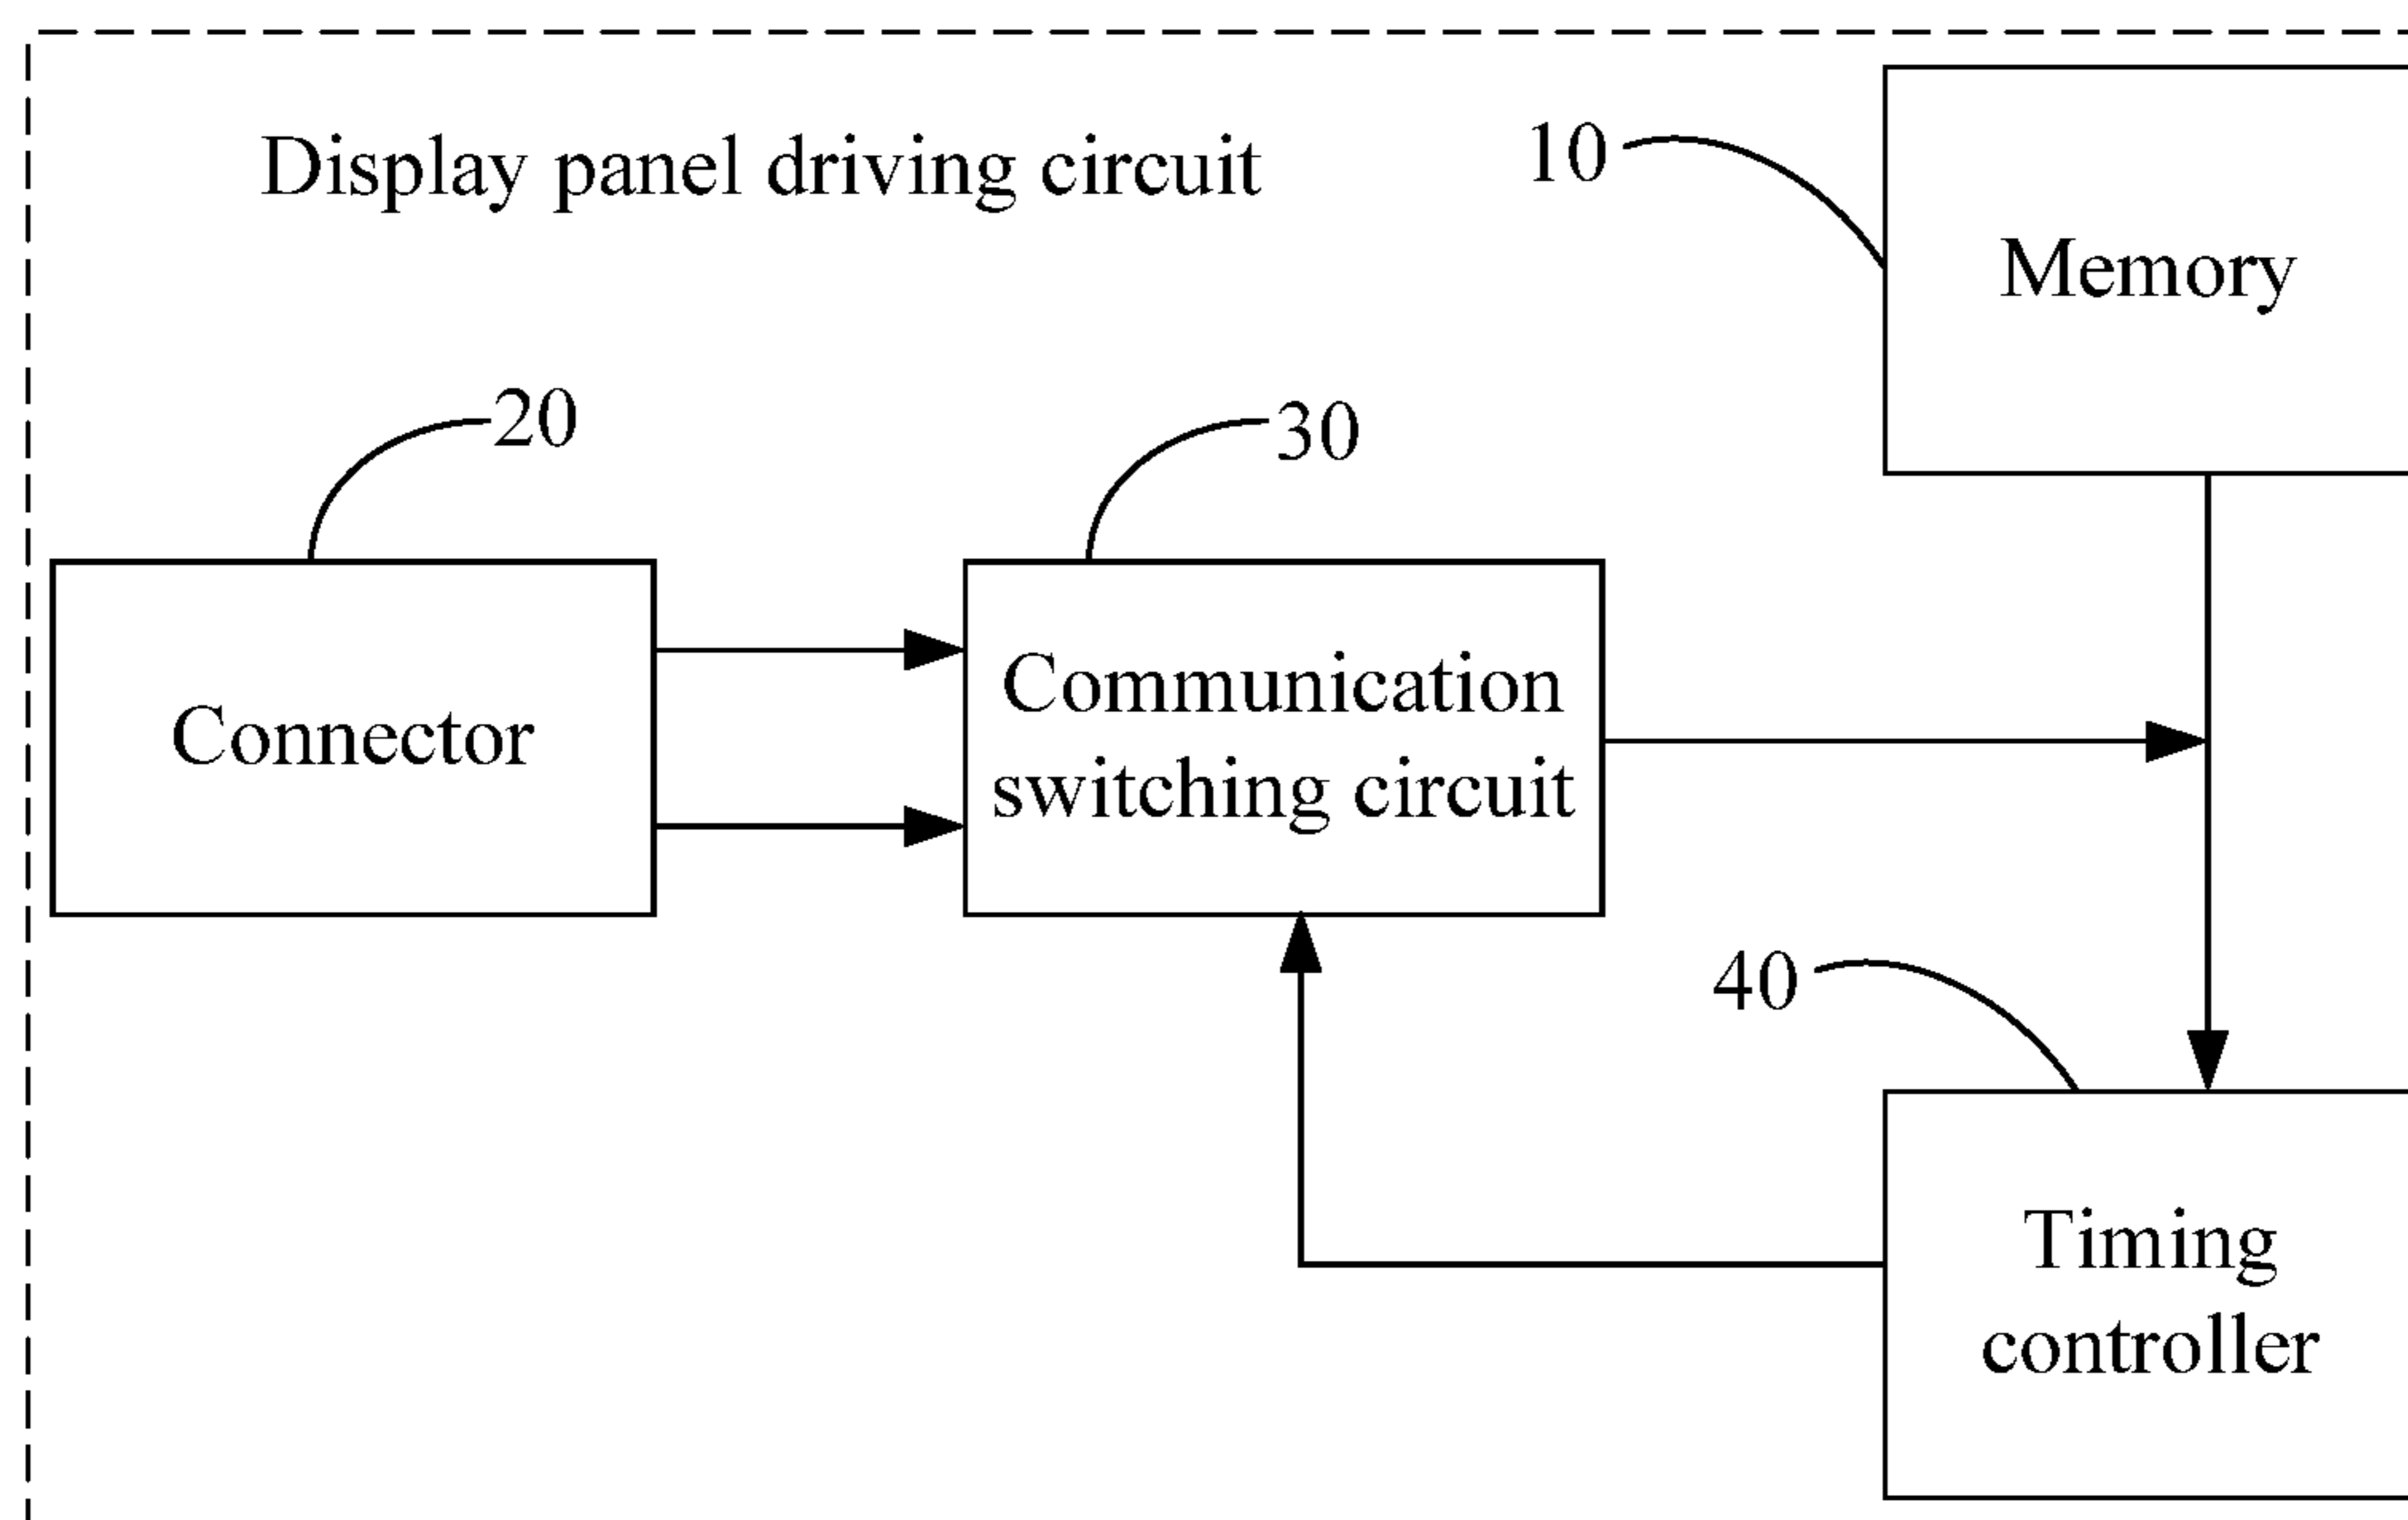 Display panel driving circuit
10
Memory
20
30
Connector
Communication
switching circuit
40
Timing
controller